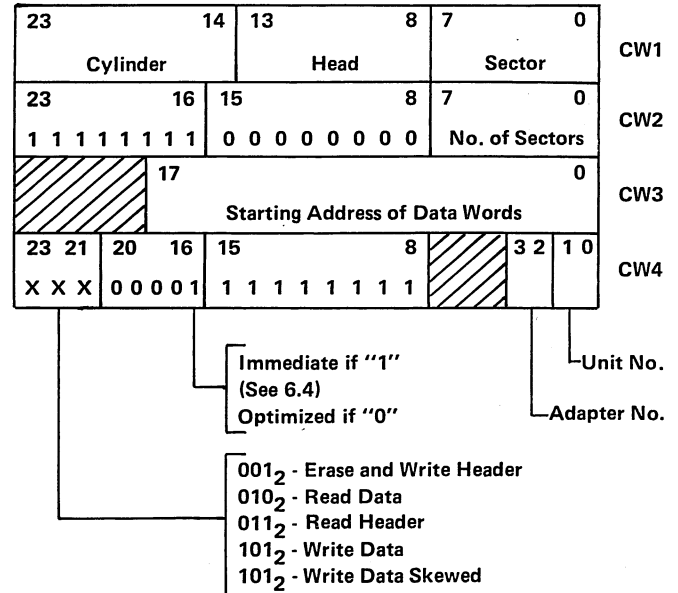 23 14 13 8 7 0
Cylinder Head Sector CW1
23 16 15 8 7 0
1 1 1 1 1 1 1 1 0 0 0 0 0 0 0 0 No. of Sectors CW2
17 0
Starting Address of Data Words CW3
23 21 20 16 15 8 3 2 1 0
X X X 0 0 0 0 1 1 1 1 1 1 1 1 1 CW4
Immediate if "1"
(See 6.4)
Optimized if "0"
Unit No.
Adapter No.
001₂ - Erase and Write Header
010₂ - Read Data
011₂ - Read Header
101₂ - Write Data
101₂ - Write Data Skewed